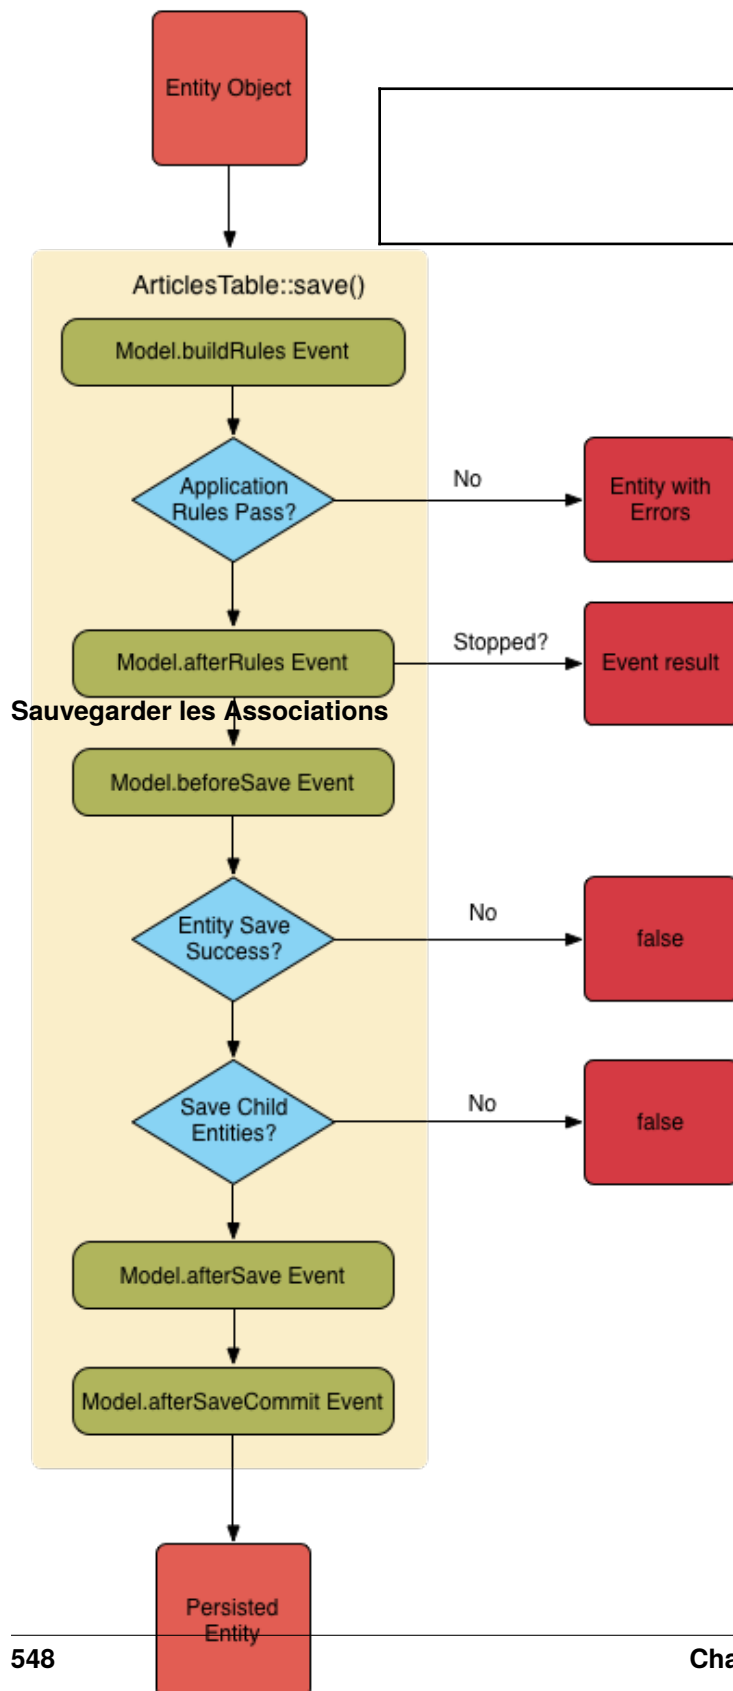 Entity Object
ArticlesTable::save()
Model.buildRules Event
Application
Rules Pass?
No
Entity with
Errors
Model.afterRules Event
Stopped?
Event result
Sauvegarder les Associations
Model.beforeSave Event
Entity Save
Success?
No
false
Save Child
Entities?
No
false
Model.afterSave Event
Model.afterSaveCommit Event
Persisted
Entity
548
Cha